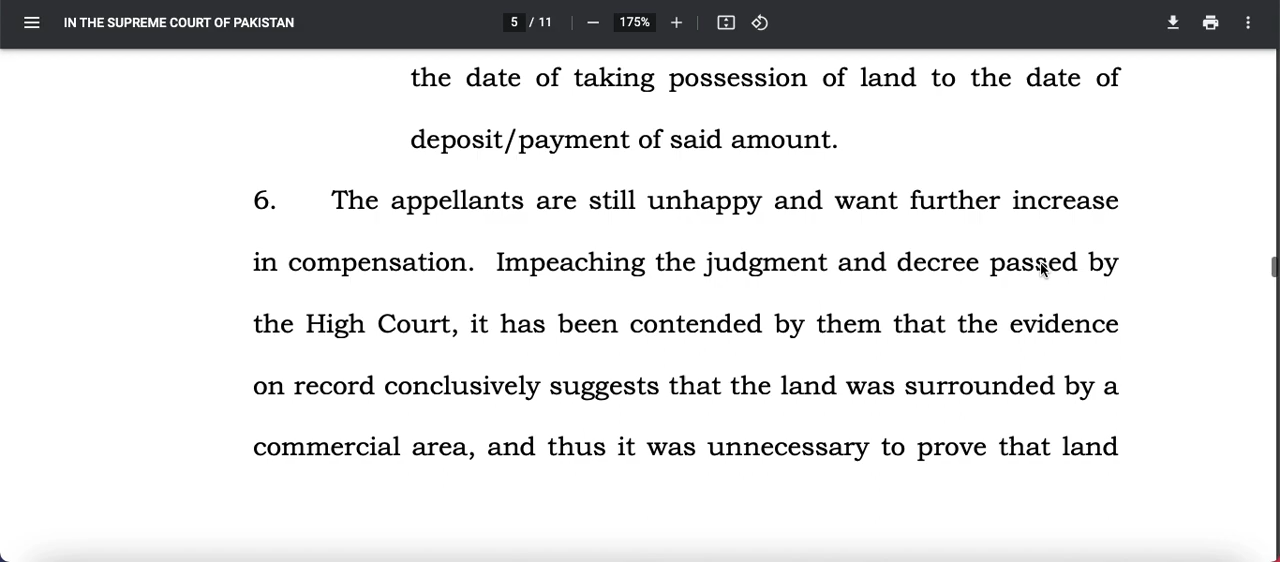 IN THE SUPREME COURT OF PAKISTAN
5 / 11
175%
the date of taking possession of land to the date of
deposit/payment of said amount.
6. The appellants are still unhappy and want further increase
in compensation. Impeaching the judgment and decree passed by
the High Court, it has been contended by them that the evidence
on record conclusively suggests that the land was surrounded by a
commercial area, and thus it was unnecessary to prove that land